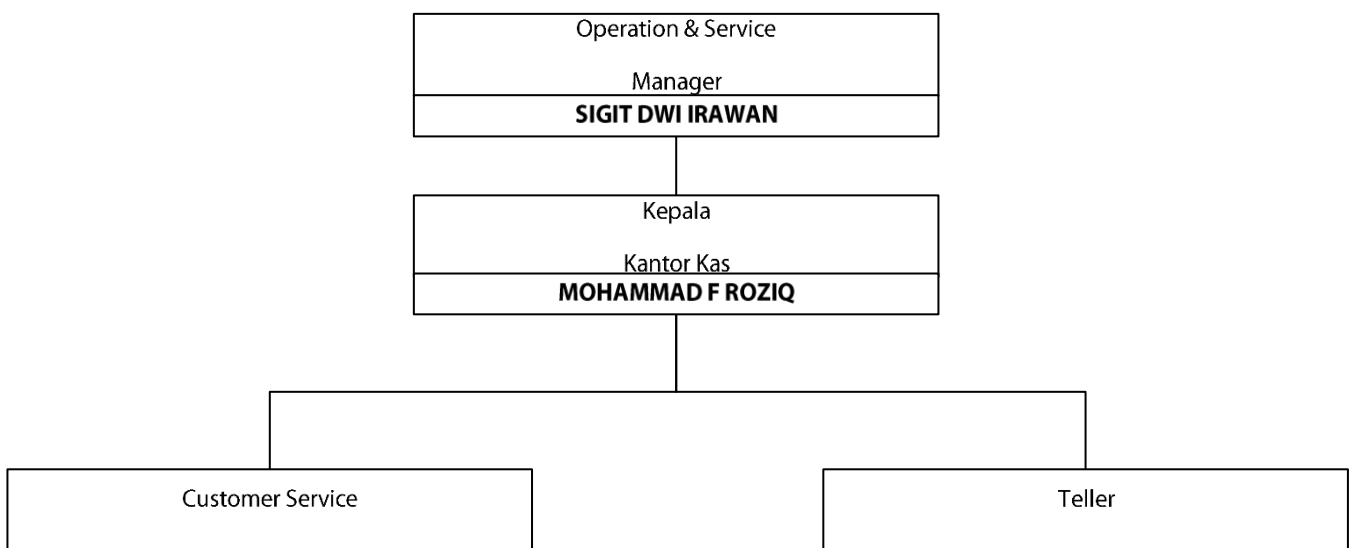 Operation & Service
Manager
SIGIT DWI IRAWAN
Kepala
Kantor Kas
MOHAMMAD F ROZIQ
Customer Service
Teller